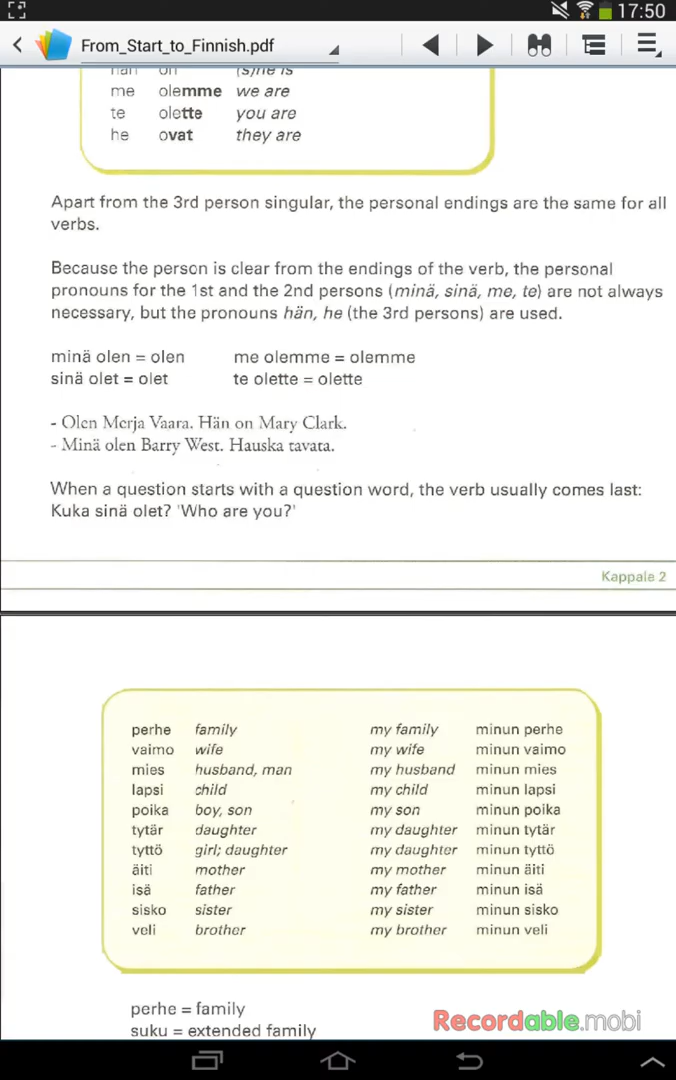 17:50
From_Start_to_Finnish.pdf
hän on (s)he is
me olemme we are
te olette you are
he ovat they are
Apart from the 3rd person singular, the personal endings are the same for all
verbs.
Because the person is clear from the endings of the verb, the personal
pronouns for the 1st and the 2nd persons (minä, sinä, me, te) are not always
necessary, but the pronouns hän, he (the 3rd persons) are used.
minä olen = olen me olemme = olemme
sinä olet = olet te olette = olette
- Olen Merja Vaara. Hän on Mary Clark.
- Minä olen Barry West. Hauska tavata.
When a question starts with a question word, the verb usually comes last:
Kuka sinä olet? 'Who are you?'
Kappale 2
perhe family my family minun perhe
vaimo wife my wife minun vaimo
mies husband, man my husband minun mies
lapsi child my child minun lapsi
poika boy, son my son minun poika
tytär daughter my daughter minun tytär
tyttö girl; daughter my daughter minun tyttö
äiti mother my mother minun äiti
isä father my father minun isä
sisko sister my sister minun sisko
veli brother my brother minun veli
perhe = family
suku = extended family
Recordable.mobi